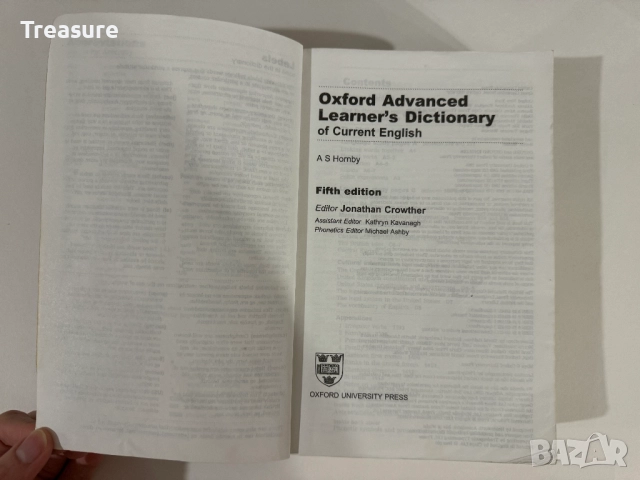 Treasure
Oxford Advanced
Learner's Dictionary
of Current English
A S Hornby
Fifth edition
Editor Jonathan Crowther
Assistant Editor Kathryn Kavanagh
Phonetics Editor Michael Ashby
OXFORD UNIVERSITY PRESS
BAZAR